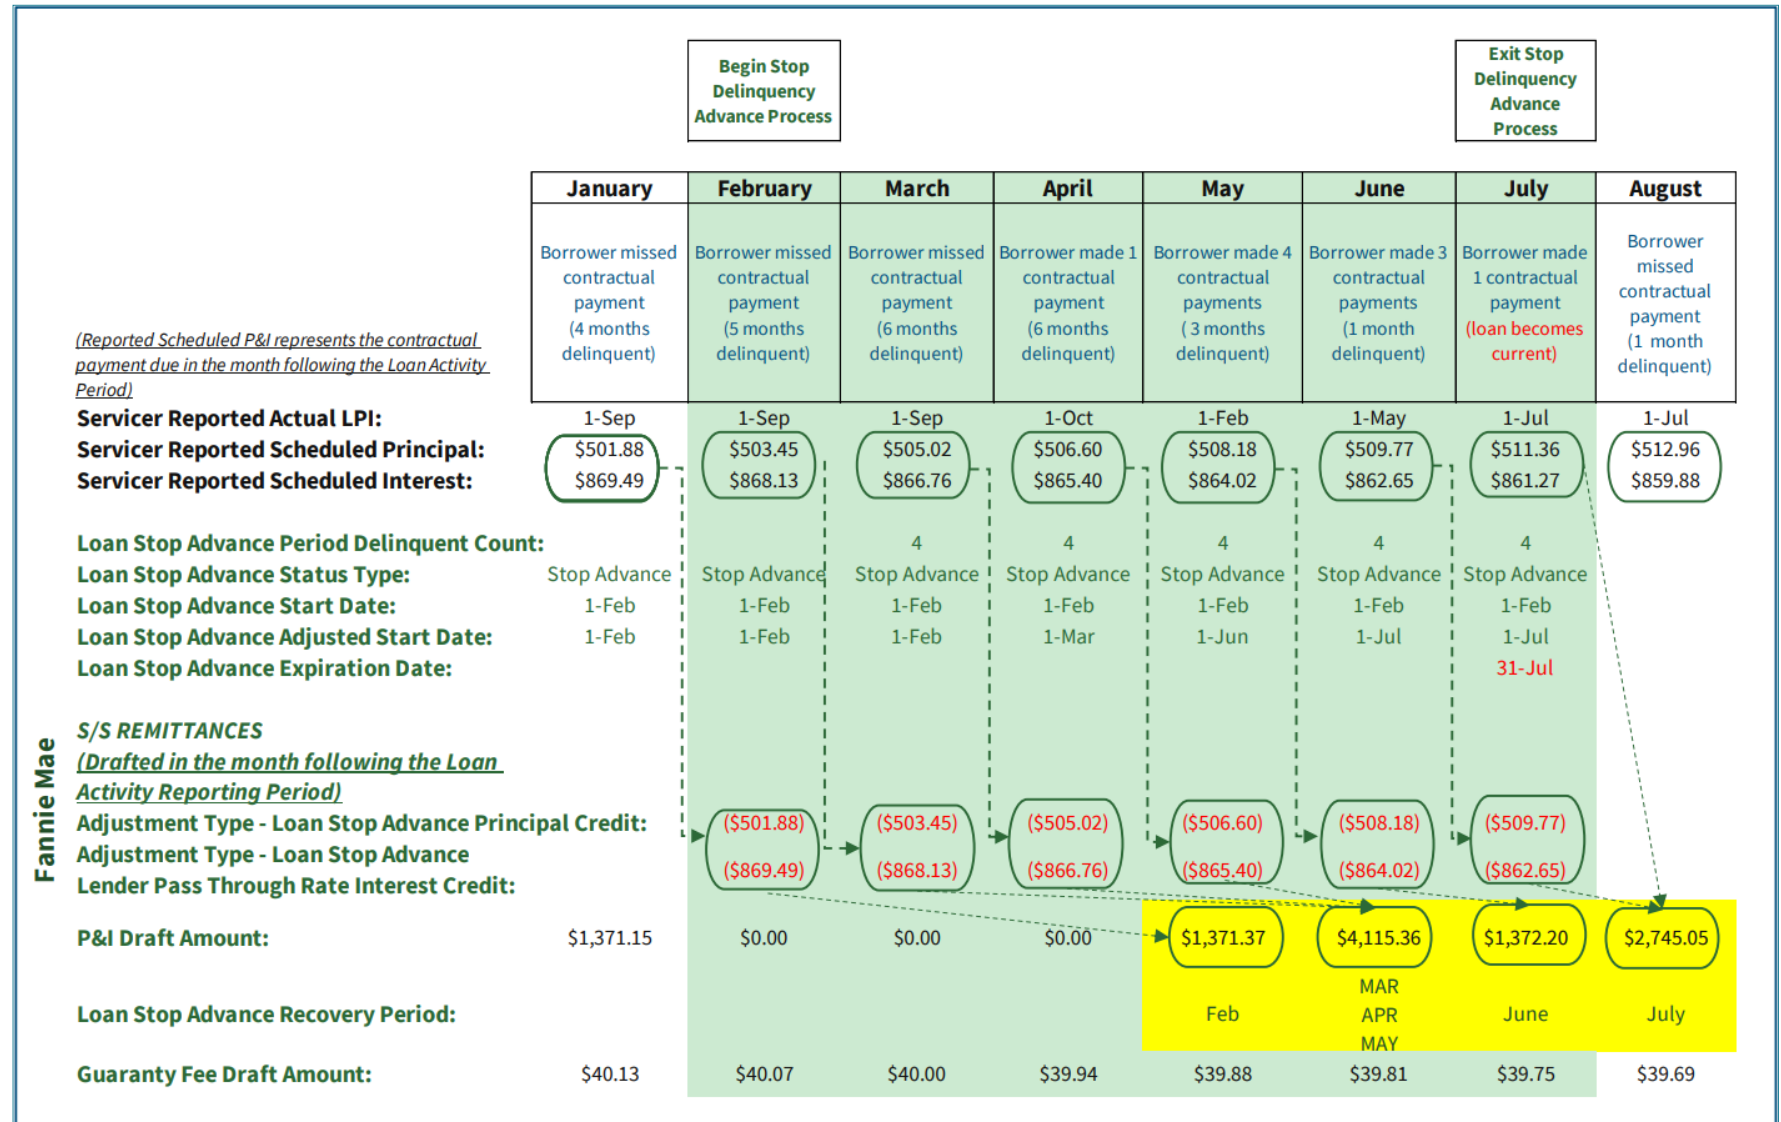 Begin Stop
Delinquency
Advance Process
Exit Stop
Delinquency
Advance
Process
January February March April May June July August
Borrower missed
contractual
payment
(4 months
delinquent)
Borrower missed
contractual
payment
(5 months
delinquent)
Borrower missed
contractual
payment
(6 months
delinquent)
Borrower made 1
contractual
payment
(6 months
delinquent)
Borrower made 4
contractual
payments
( 3 months
delinquent)
Borrower made 3
contractual
payments
(1 month
delinquent)
Borrower made
1 contractual
payment
(loan becomes
current)
Borrower
missed
contractual
payment
(1 month
delinquent)
(Reported Scheduled P&I represents the contractual
payment due in the month following the Loan Activity
Period)
Servicer Reported Actual LPI: 1-Sep 1-Sep 1-Sep 1-Oct 1-Feb 1-May 1-Jul 1-Jul
Servicer Reported Scheduled Principal: $501.88 $503.45 $505.02 $506.60 $508.18 $509.77 $511.36 $512.96
Servicer Reported Scheduled Interest: $869.49 $868.13 $866.76 $865.40 $864.02 $862.65 $861.27 $859.88
Loan Stop Advance Period Delinquent Count: 4 4 4 4 4
Loan Stop Advance Status Type: Stop Advance Stop Advance Stop Advance Stop Advance Stop Advance Stop Advance Stop Advance
Loan Stop Advance Start Date: 1-Feb 1-Feb 1-Feb 1-Feb 1-Feb 1-Feb 1-Feb
Loan Stop Advance Adjusted Start Date: 1-Feb 1-Feb 1-Feb 1-Mar 1-Jun 1-Jul 1-Jul
Loan Stop Advance Expiration Date: 31-Jul
Fannie Mae
S/S REMITTANCES
(Drafted in the month following the Loan
Activity Reporting Period)
Adjustment Type - Loan Stop Advance Principal Credit: ($501.88) ($503.45) ($505.02) ($506.60) ($508.18) ($509.77)
Adjustment Type - Loan Stop Advance
Lender Pass Through Rate Interest Credit: ($869.49) ($868.13) ($866.76) ($865.40) ($864.02) ($862.65)
P&I Draft Amount: $1,371.15 $0.00 $0.00 $0.00 $1,371.37 $4,115.36 $1,372.20 $2,745.05
Loan Stop Advance Recovery Period: Feb MAR
APR
MAY June July
Guaranty Fee Draft Amount: $40.13 $40.07 $40.00 $39.94 $39.88 $39.81 $39.75 $39.69